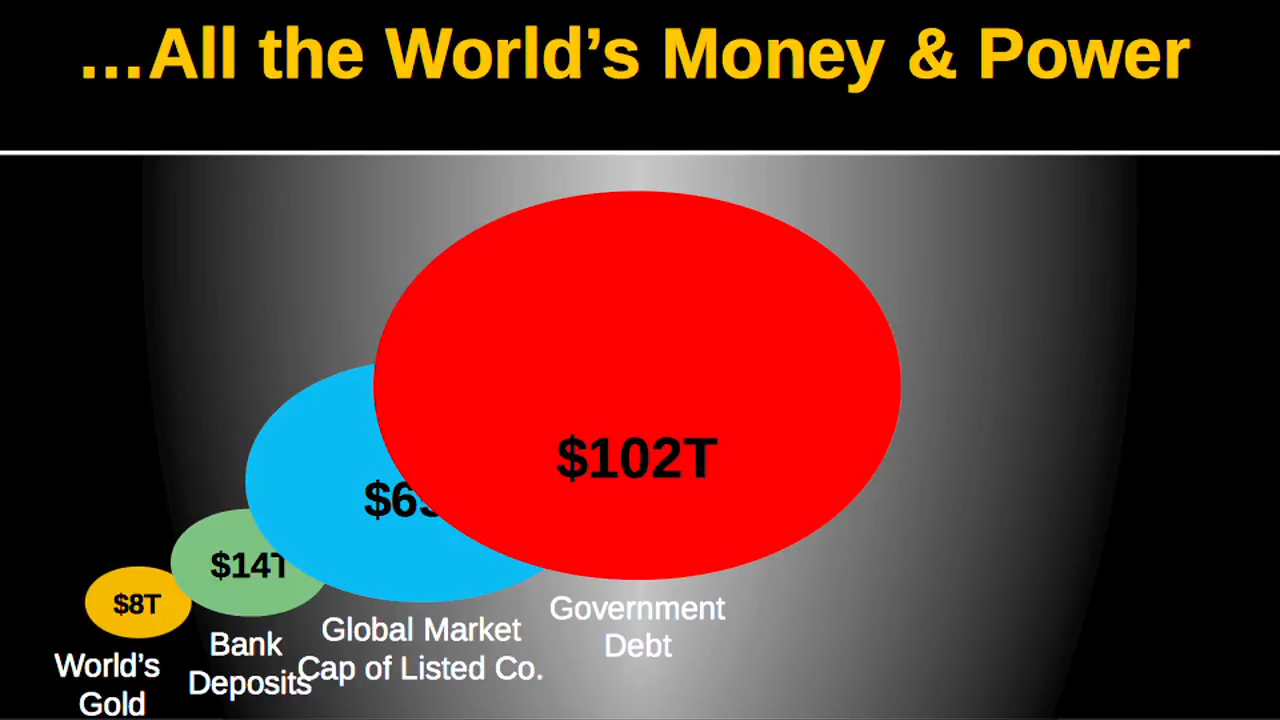 ...All the World’s Money & Power
$102T
$14T
$8T
Government
Debt
Global Market
Cap of Listed Co.
Bank
Deposits
World’s
Gold